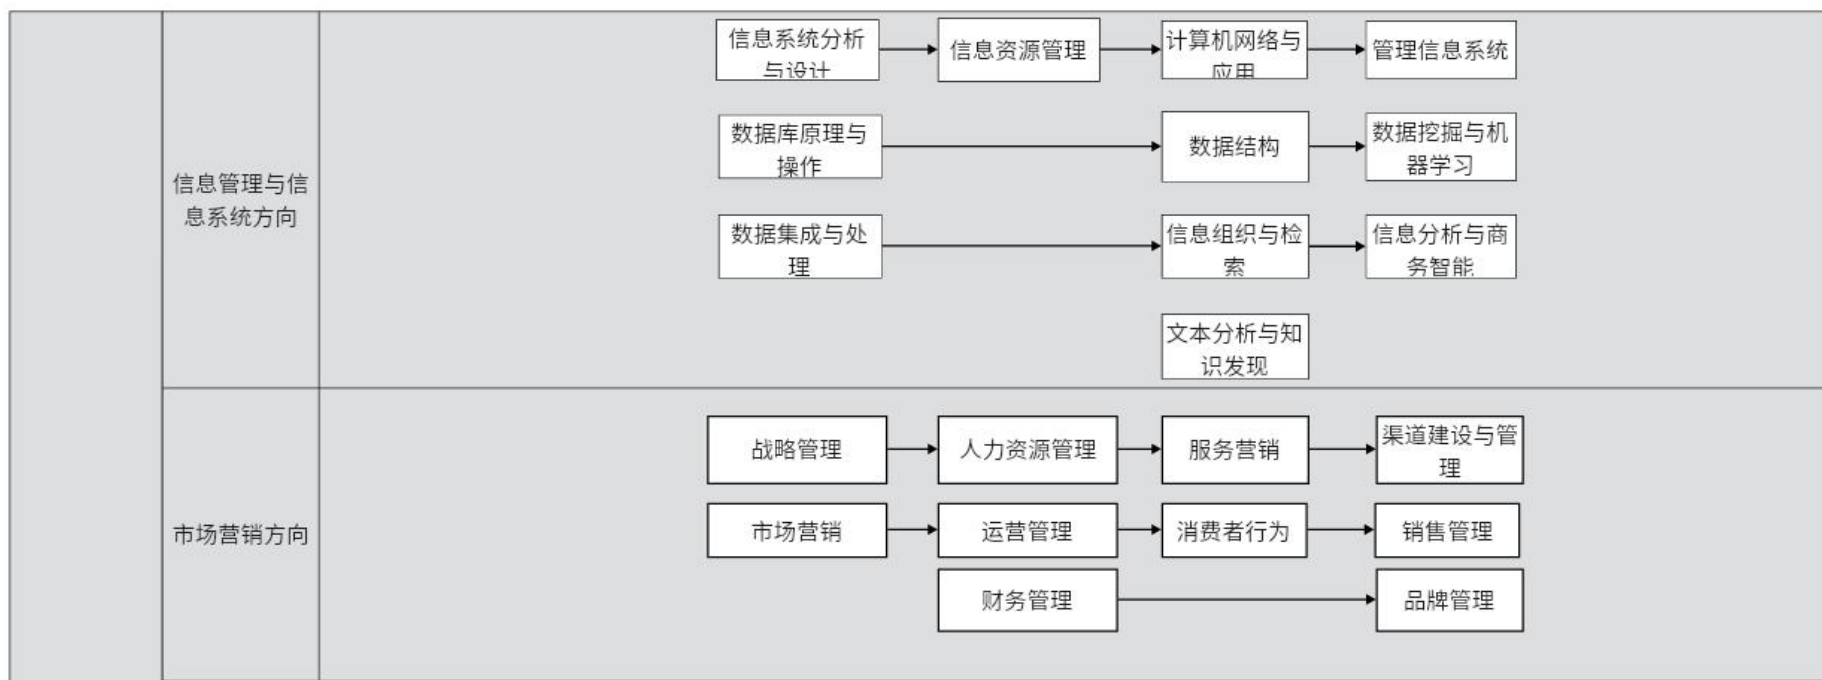 信息管理与信
息系统方向
信息系统分析
与设计
信息资源管理
计算机网络与
应用
管理信息系统
数据库原理与
操作
数据结构
数据挖掘与机
器学习
数据集成与处
理
信息组织与检
索
信息分析与商
务智能
文本分析与知
识发现
市场营销方向
战略管理
人力资源管理
服务营销
渠道建设与管
理
市场营销
运营管理
消费者行为
销售管理
财务管理
品牌管理